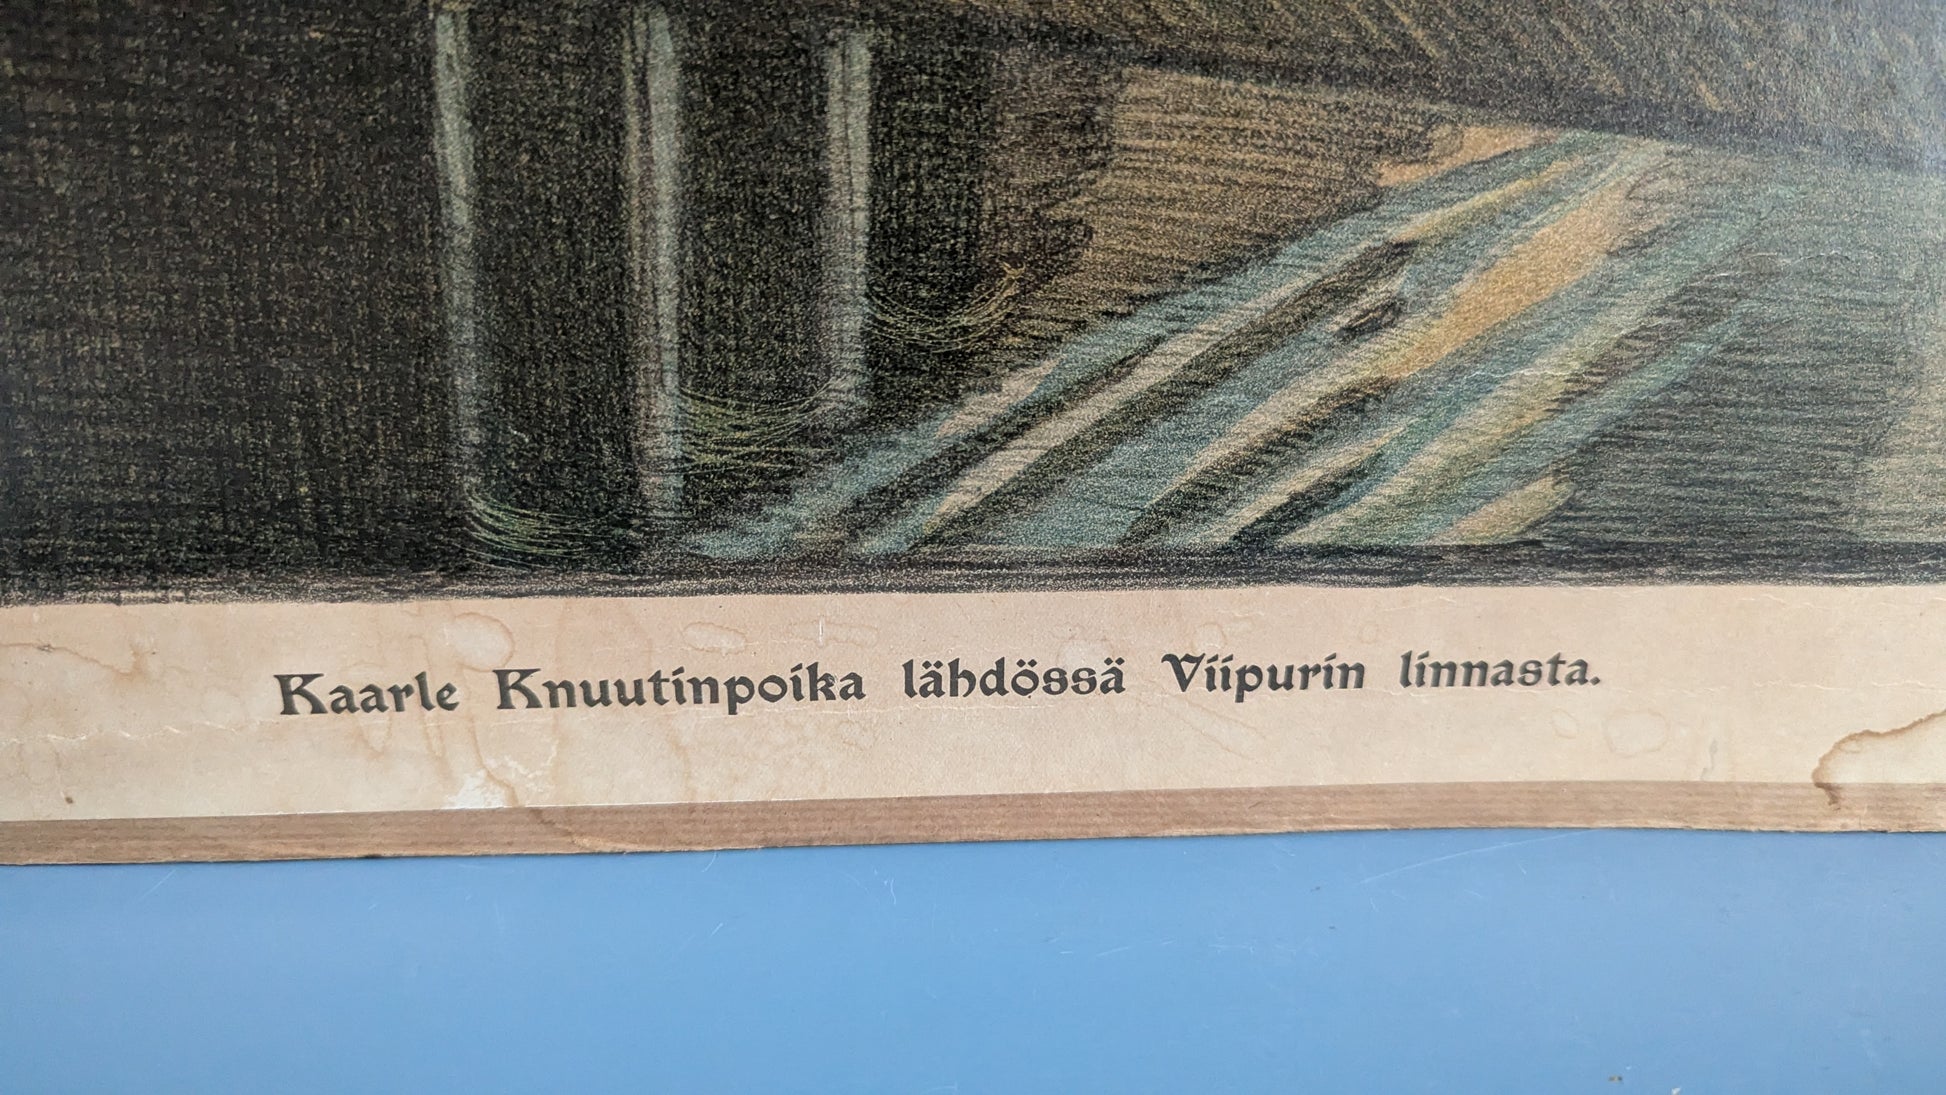 Kaarle Knuutinpoika lähdössä Viipurin linnasta.